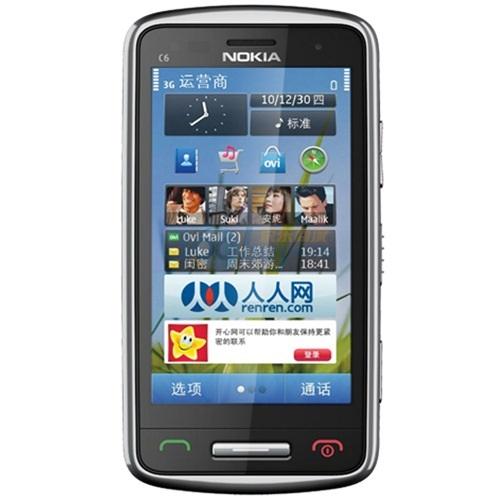 NOKIA
C6
3G 运营商
10/12/30 四
标准
ovi
Luke Suki 安妮 Maalik
ovi Ovi Mail (2)
Luke 工作总结 19:14
闺密 周末郊游... 18:41
人人网
renren.com
开心网可以帮助你和朋友保持更紧
密的联系
登录
选项 通话